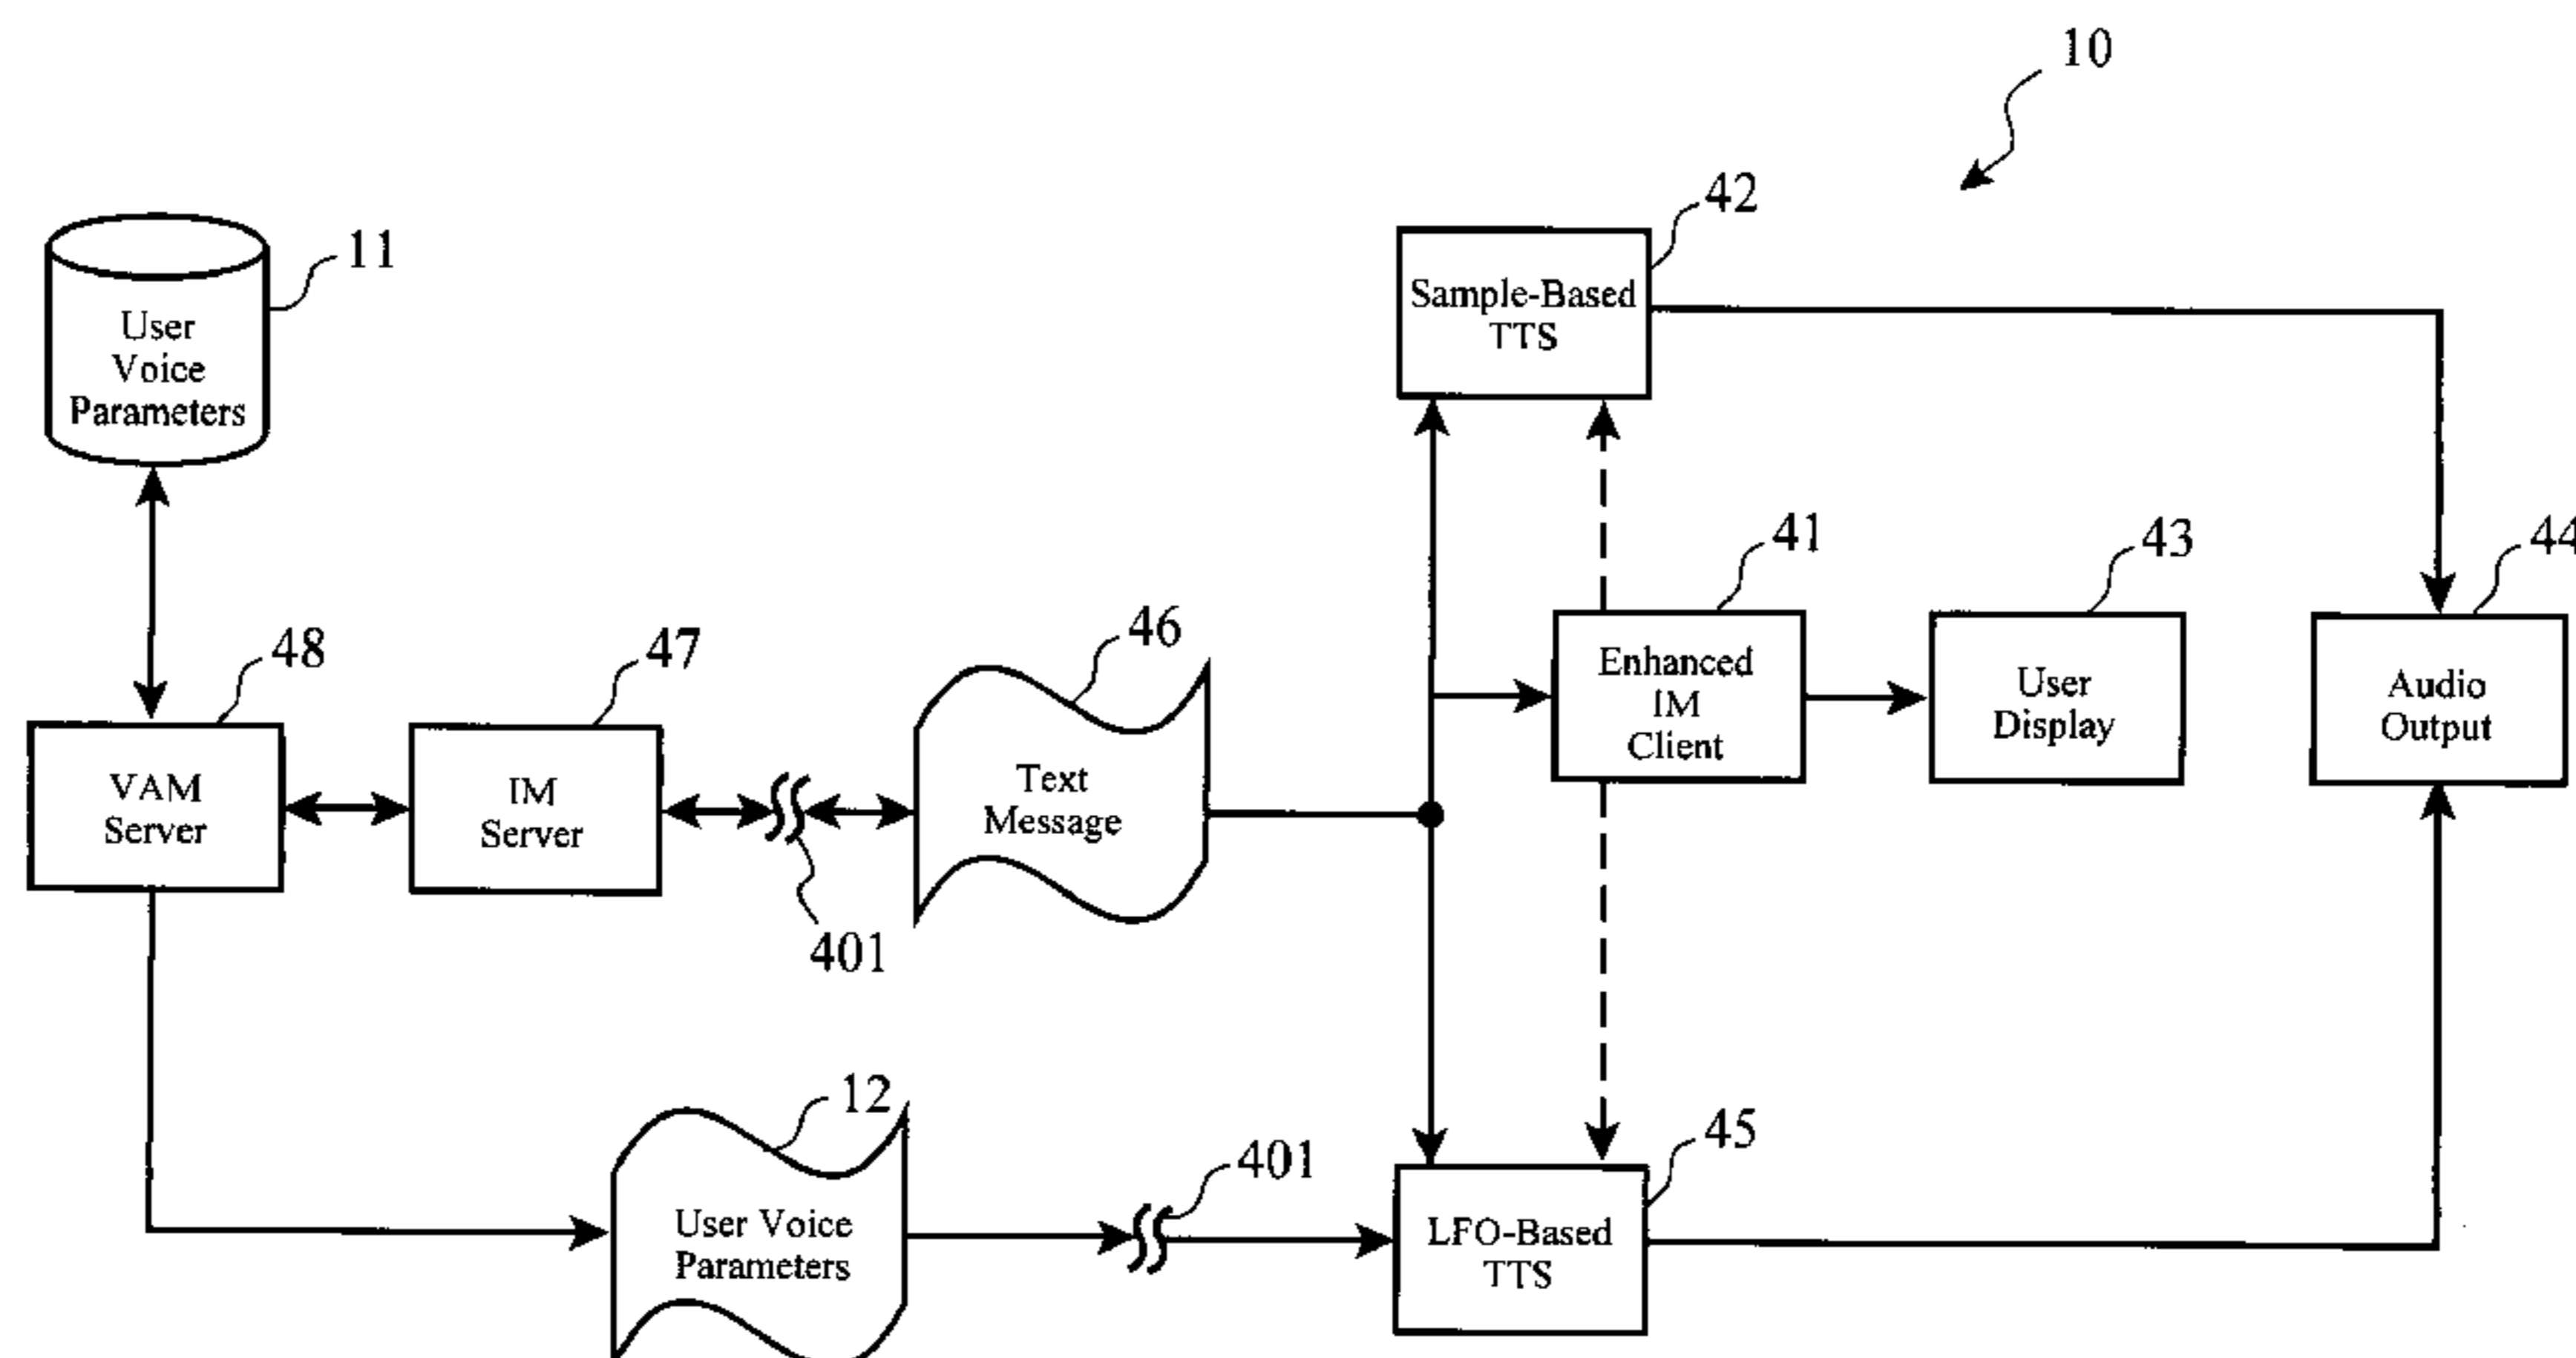 10
42
Sample-Based
TTS
11
User
Voice
Parameters
41
Enhanced
IM
Client
43
User
Display
44
Audio
Output
48
VAM
Server
47
IM
Server
401
46
Text
Message
12
User Voice
Parameters
401
45
LFO-Based
TTS